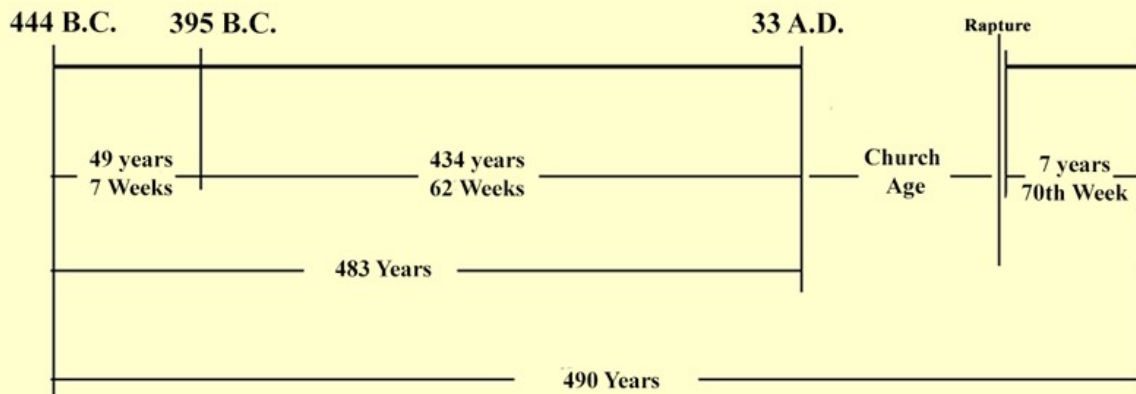 444 B.C.
395 B.C.
33 A.D.
Rapture
49 years
7 Weeks
434 years
62 Weeks
Church
Age
7 years
70th Week
483 Years
490 Years